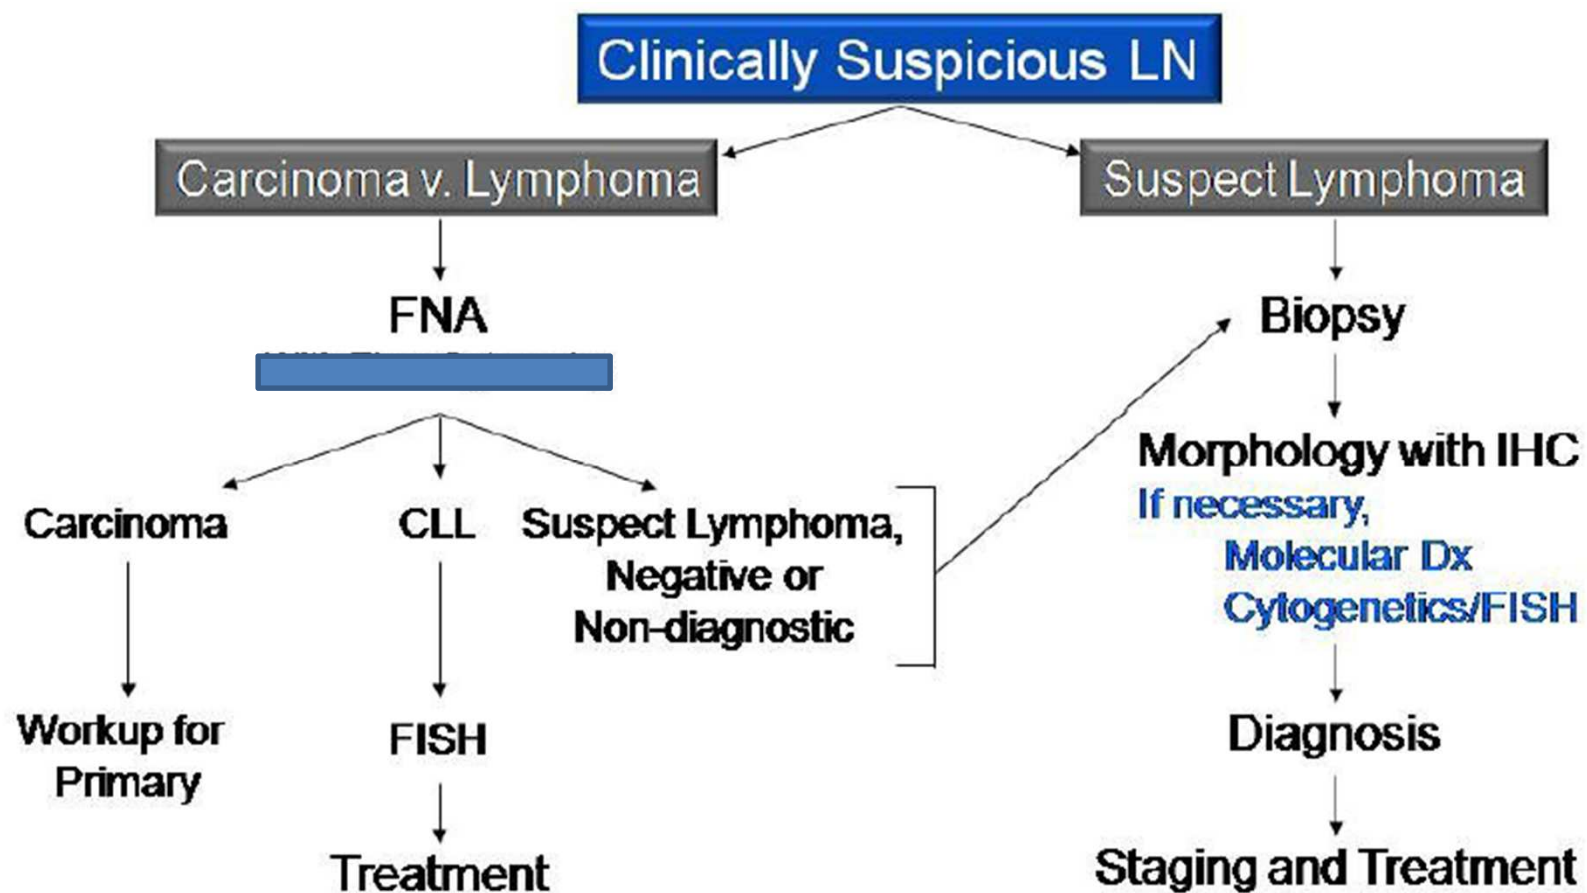 Clinically Suspicious LN
Carcinoma v. Lymphoma
Suspect Lymphoma
FNA
Biopsy
Carcinoma
CLL
Suspect Lymphoma,
Negative or
Non-diagnostic
Morphology with IHC
If necessary,
Molecular Dx
Cytogenetics/FISH
Workup for
Primary
FISH
Diagnosis
Treatment
Staging and Treatment